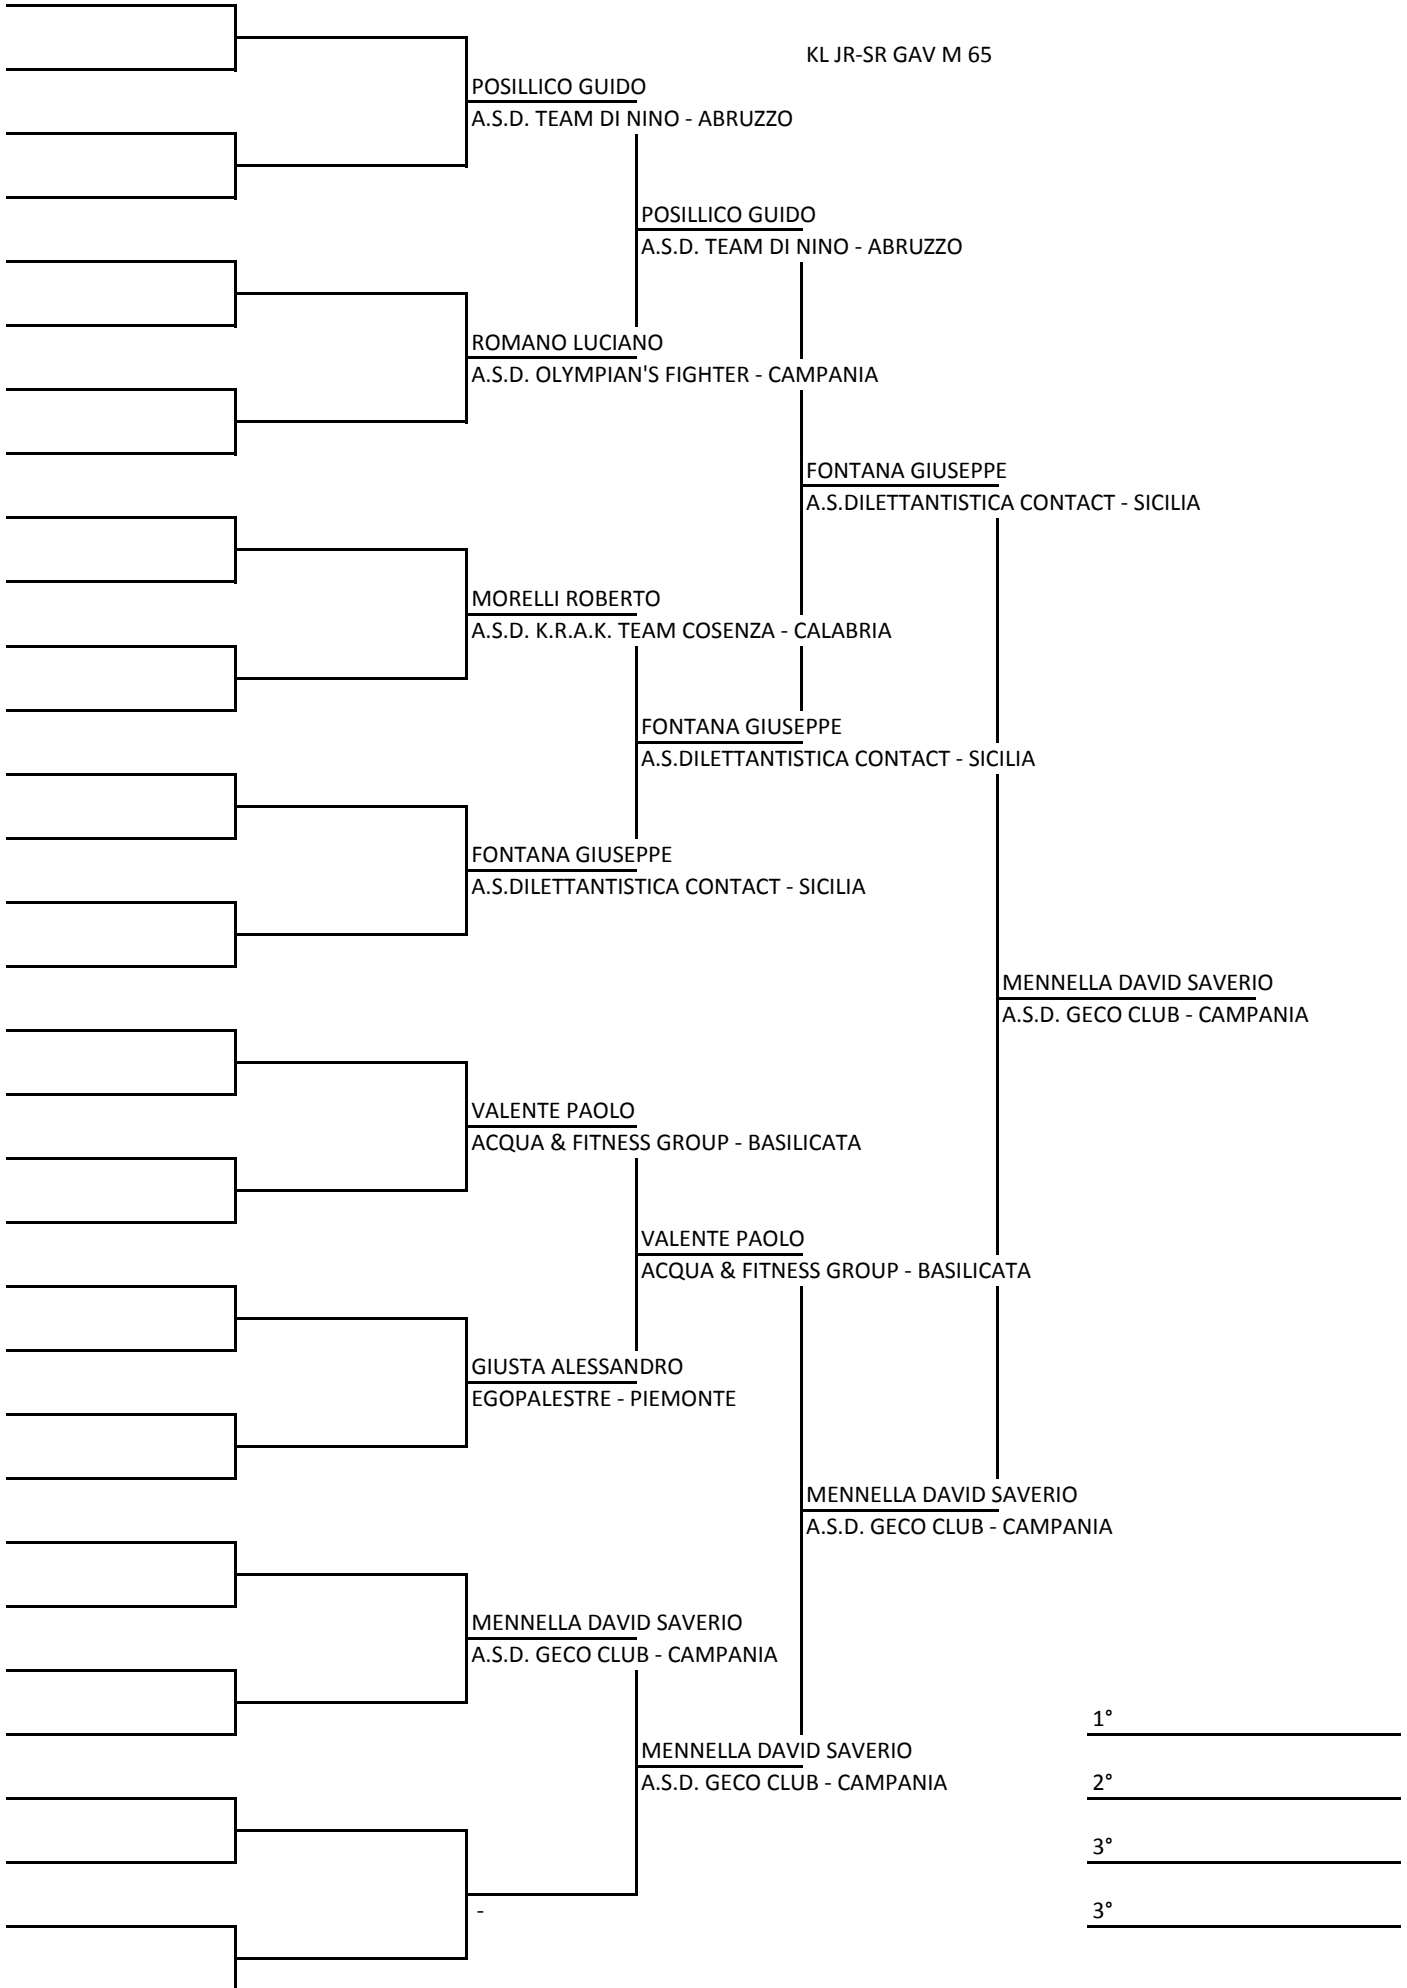 KL JR-SR GAV M 65
POSILLICO GUIDO
A.S.D. TEAM DI NINO - ABRUZZO
POSILLICO GUIDO
A.S.D. TEAM DI NINO - ABRUZZO
ROMANO LUCIANO
A.S.D. OLYMPIAN'S FIGHTER - CAMPANIA
FONTANA GIUSEPPE
A.S.DILETTANTISTICA CONTACT - SICILIA
MORELLI ROBERTO
A.S.D. K.R.A.K. TEAM COSENZA - CALABRIA
FONTANA GIUSEPPE
A.S.DILETTANTISTICA CONTACT - SICILIA
FONTANA GIUSEPPE
A.S.DILETTANTISTICA CONTACT - SICILIA
MENNELLA DAVID SAVERIO
A.S.D. GECO CLUB - CAMPANIA
VALENTE PAOLO
ACQUA & FITNESS GROUP - BASILICATA
VALENTE PAOLO
ACQUA & FITNESS GROUP - BASILICATA
GIUSTA ALESSANDRO
EGOPALESTRE - PIEMONTE
MENNELLA DAVID SAVERIO
A.S.D. GECO CLUB - CAMPANIA
MENNELLA DAVID SAVERIO
A.S.D. GECO CLUB - CAMPANIA
1°
MENNELLA DAVID SAVERIO
A.S.D. GECO CLUB - CAMPANIA
2°
3°
-
3°